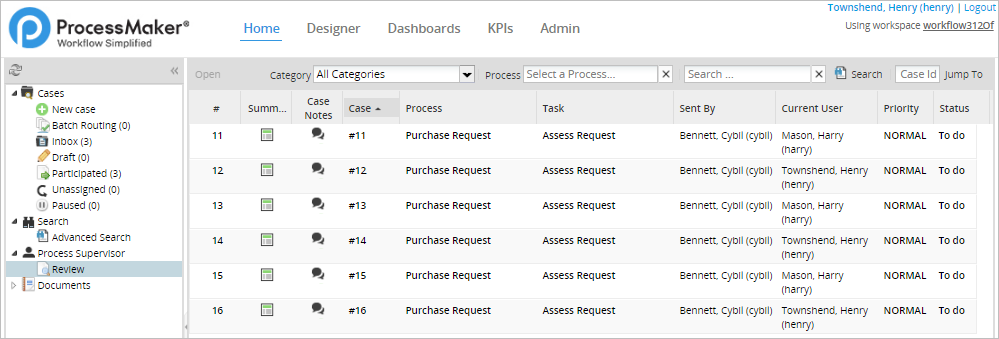 Townshend, Henry (henry) | Logout
ProcessMaker®
Workflow Simplified
Home Designer Dashboards KPIs Admin
Using workspace workflow312Of
Open Category All Categories Process Select a Process... Search ... Search Case Id Jump To
Cases
New case
Batch Routing (0)
Inbox (3)
Draft (0)
Participated (3)
Unassigned (0)
Paused (0)
Search
Advanced Search
Process Supervisor
Review
Documents
# Summ... Case Notes Case Process Task Sent By Current User Priority Status
11 #11 Purchase Request Assess Request Bennett, Cybil (cybil) Mason, Harry (harry) NORMAL To do
12 #12 Purchase Request Assess Request Bennett, Cybil (cybil) Townshend, Henry (henry) NORMAL To do
13 #13 Purchase Request Assess Request Bennett, Cybil (cybil) Mason, Harry (harry) NORMAL To do
14 #14 Purchase Request Assess Request Bennett, Cybil (cybil) Townshend, Henry (henry) NORMAL To do
15 #15 Purchase Request Assess Request Bennett, Cybil (cybil) Mason, Harry (harry) NORMAL To do
16 #16 Purchase Request Assess Request Bennett, Cybil (cybil) Townshend, Henry (henry) NORMAL To do